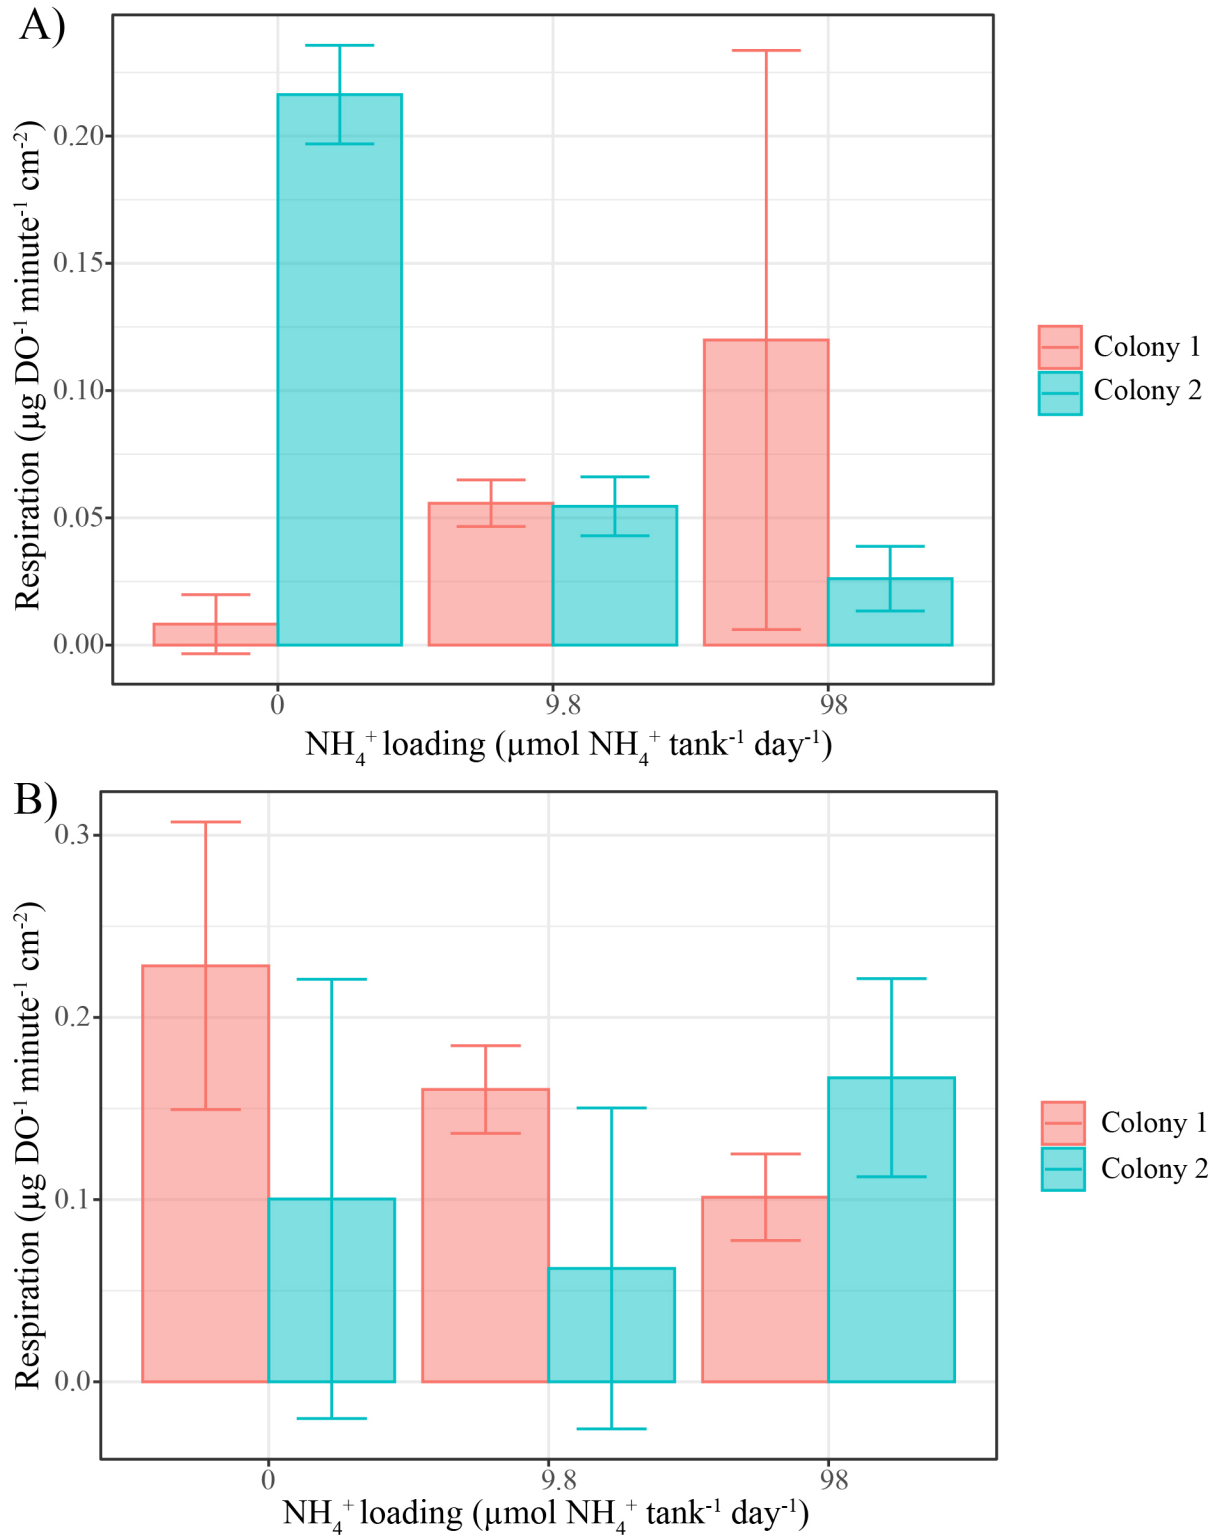 A)
Respiration (µg DO⁻¹ minute⁻¹ cm⁻²)
0.20
0.15
0.10
0.05
0.00
0 9.8 98
NH₄⁺ loading (µmol NH₄⁺ tank⁻¹ day⁻¹)
Colony 1
Colony 2
B)
Respiration (µg DO⁻¹ minute⁻¹ cm⁻²)
0.3
0.2
0.1
0.0
0 9.8 98
NH₄⁺ loading (µmol NH₄⁺ tank⁻¹ day⁻¹)
Colony 1
Colony 2